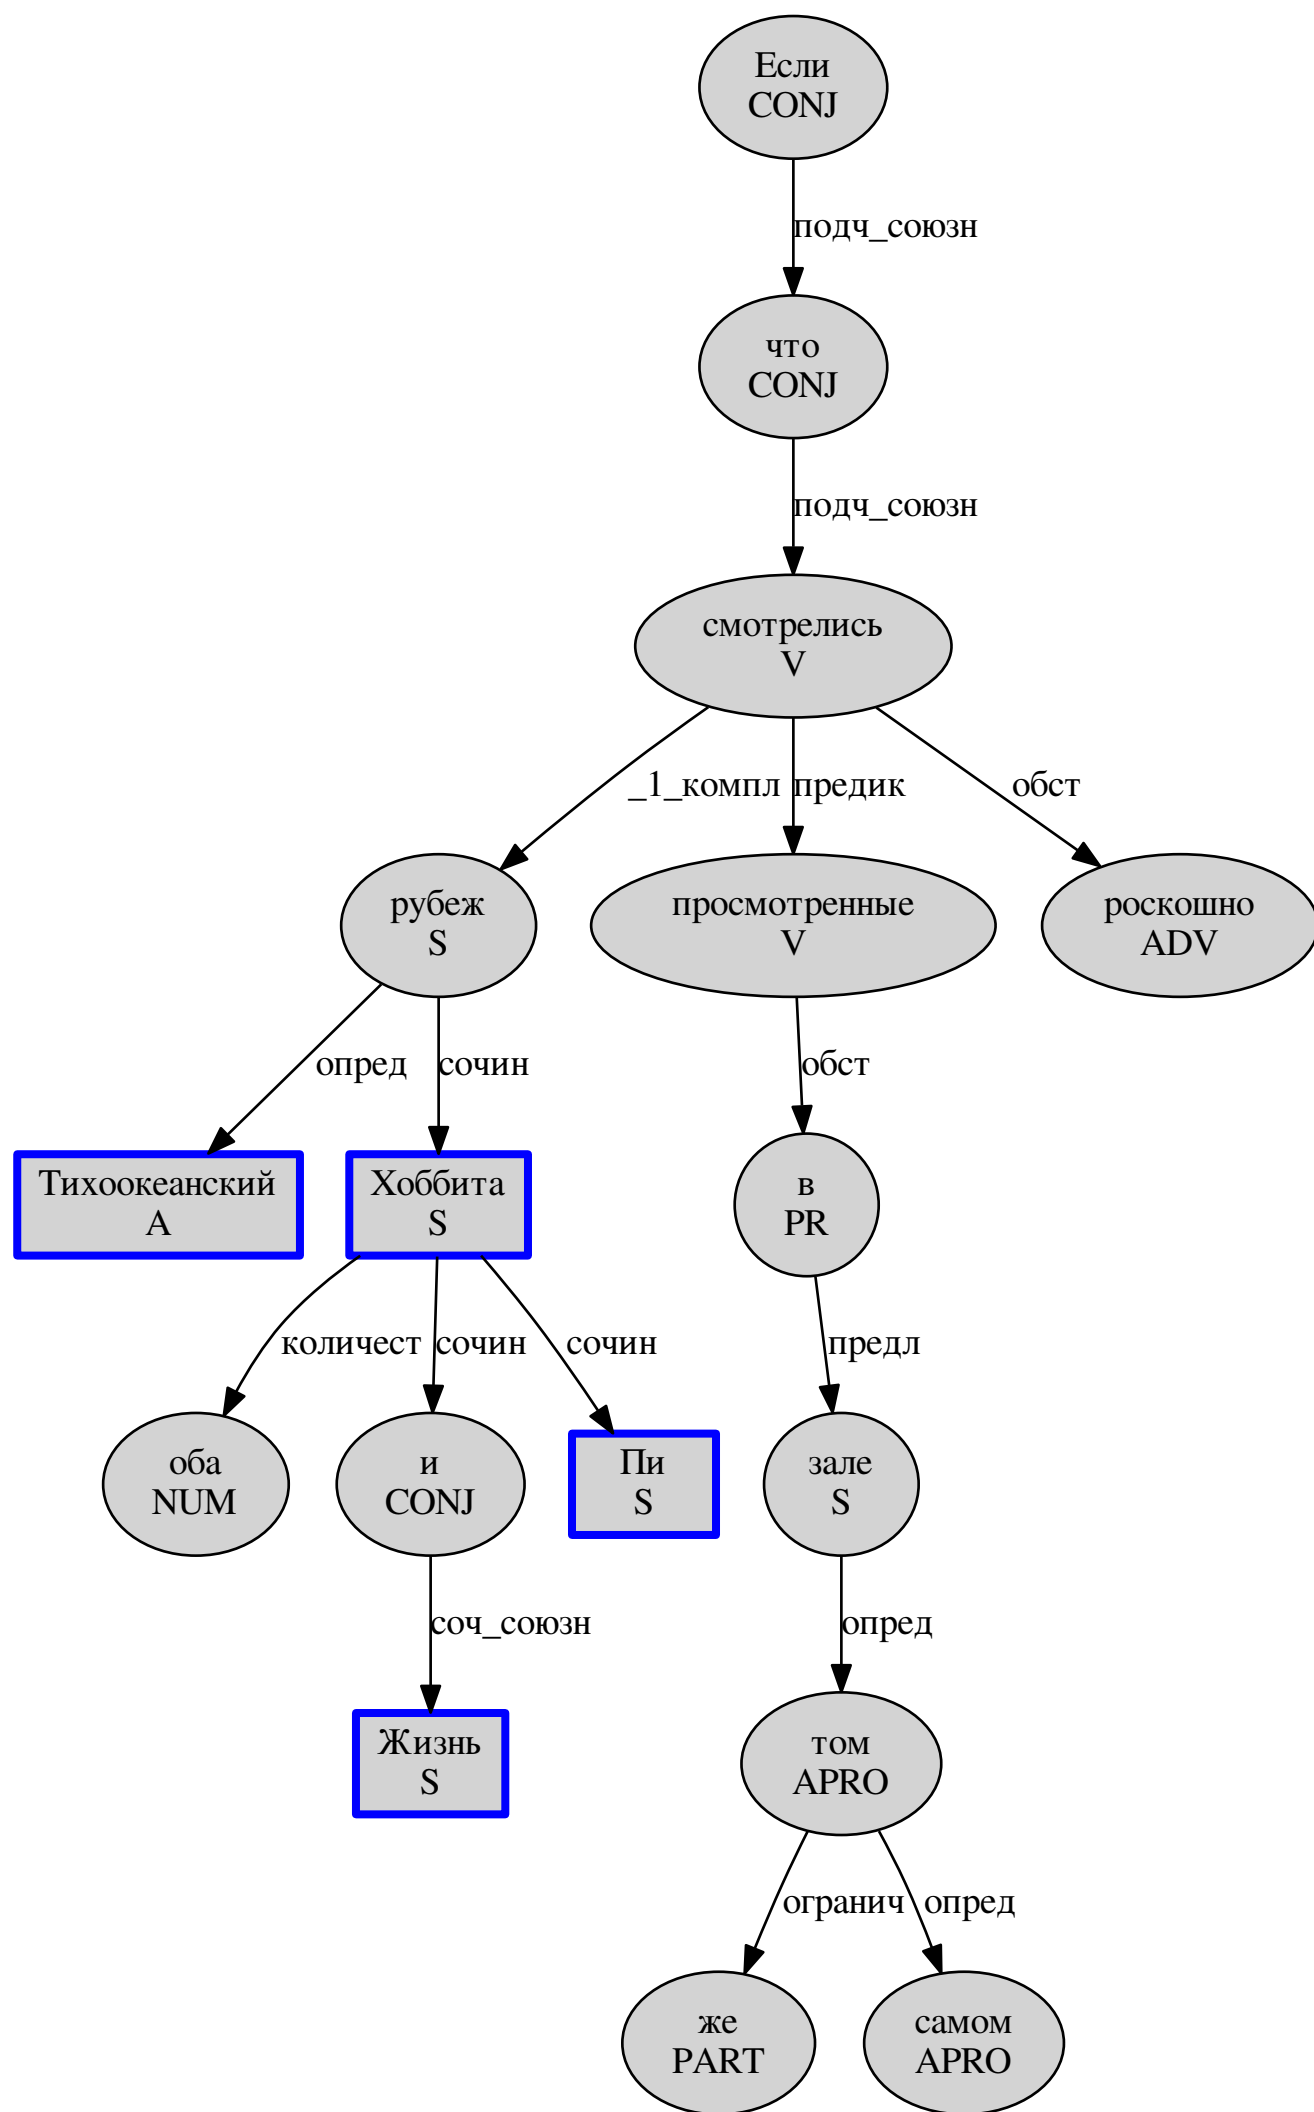 Если
CONJ
подч_союзн
что
CONJ
подч_союзн
смотрелись
V
_1_компл
предик
обст
рубеж
S
просмотренные
V
роскошно
ADV
опред
сочин
обст
Тихоокеанский
A
Хоббита
S
в
PR
количест
сочин
сочин
предл
оба
NUM
и
CONJ
Пи
S
зале
S
соч_союзн
опред
Жизнь
S
том
APRO
огранич
опред
же
PART
самом
APRO